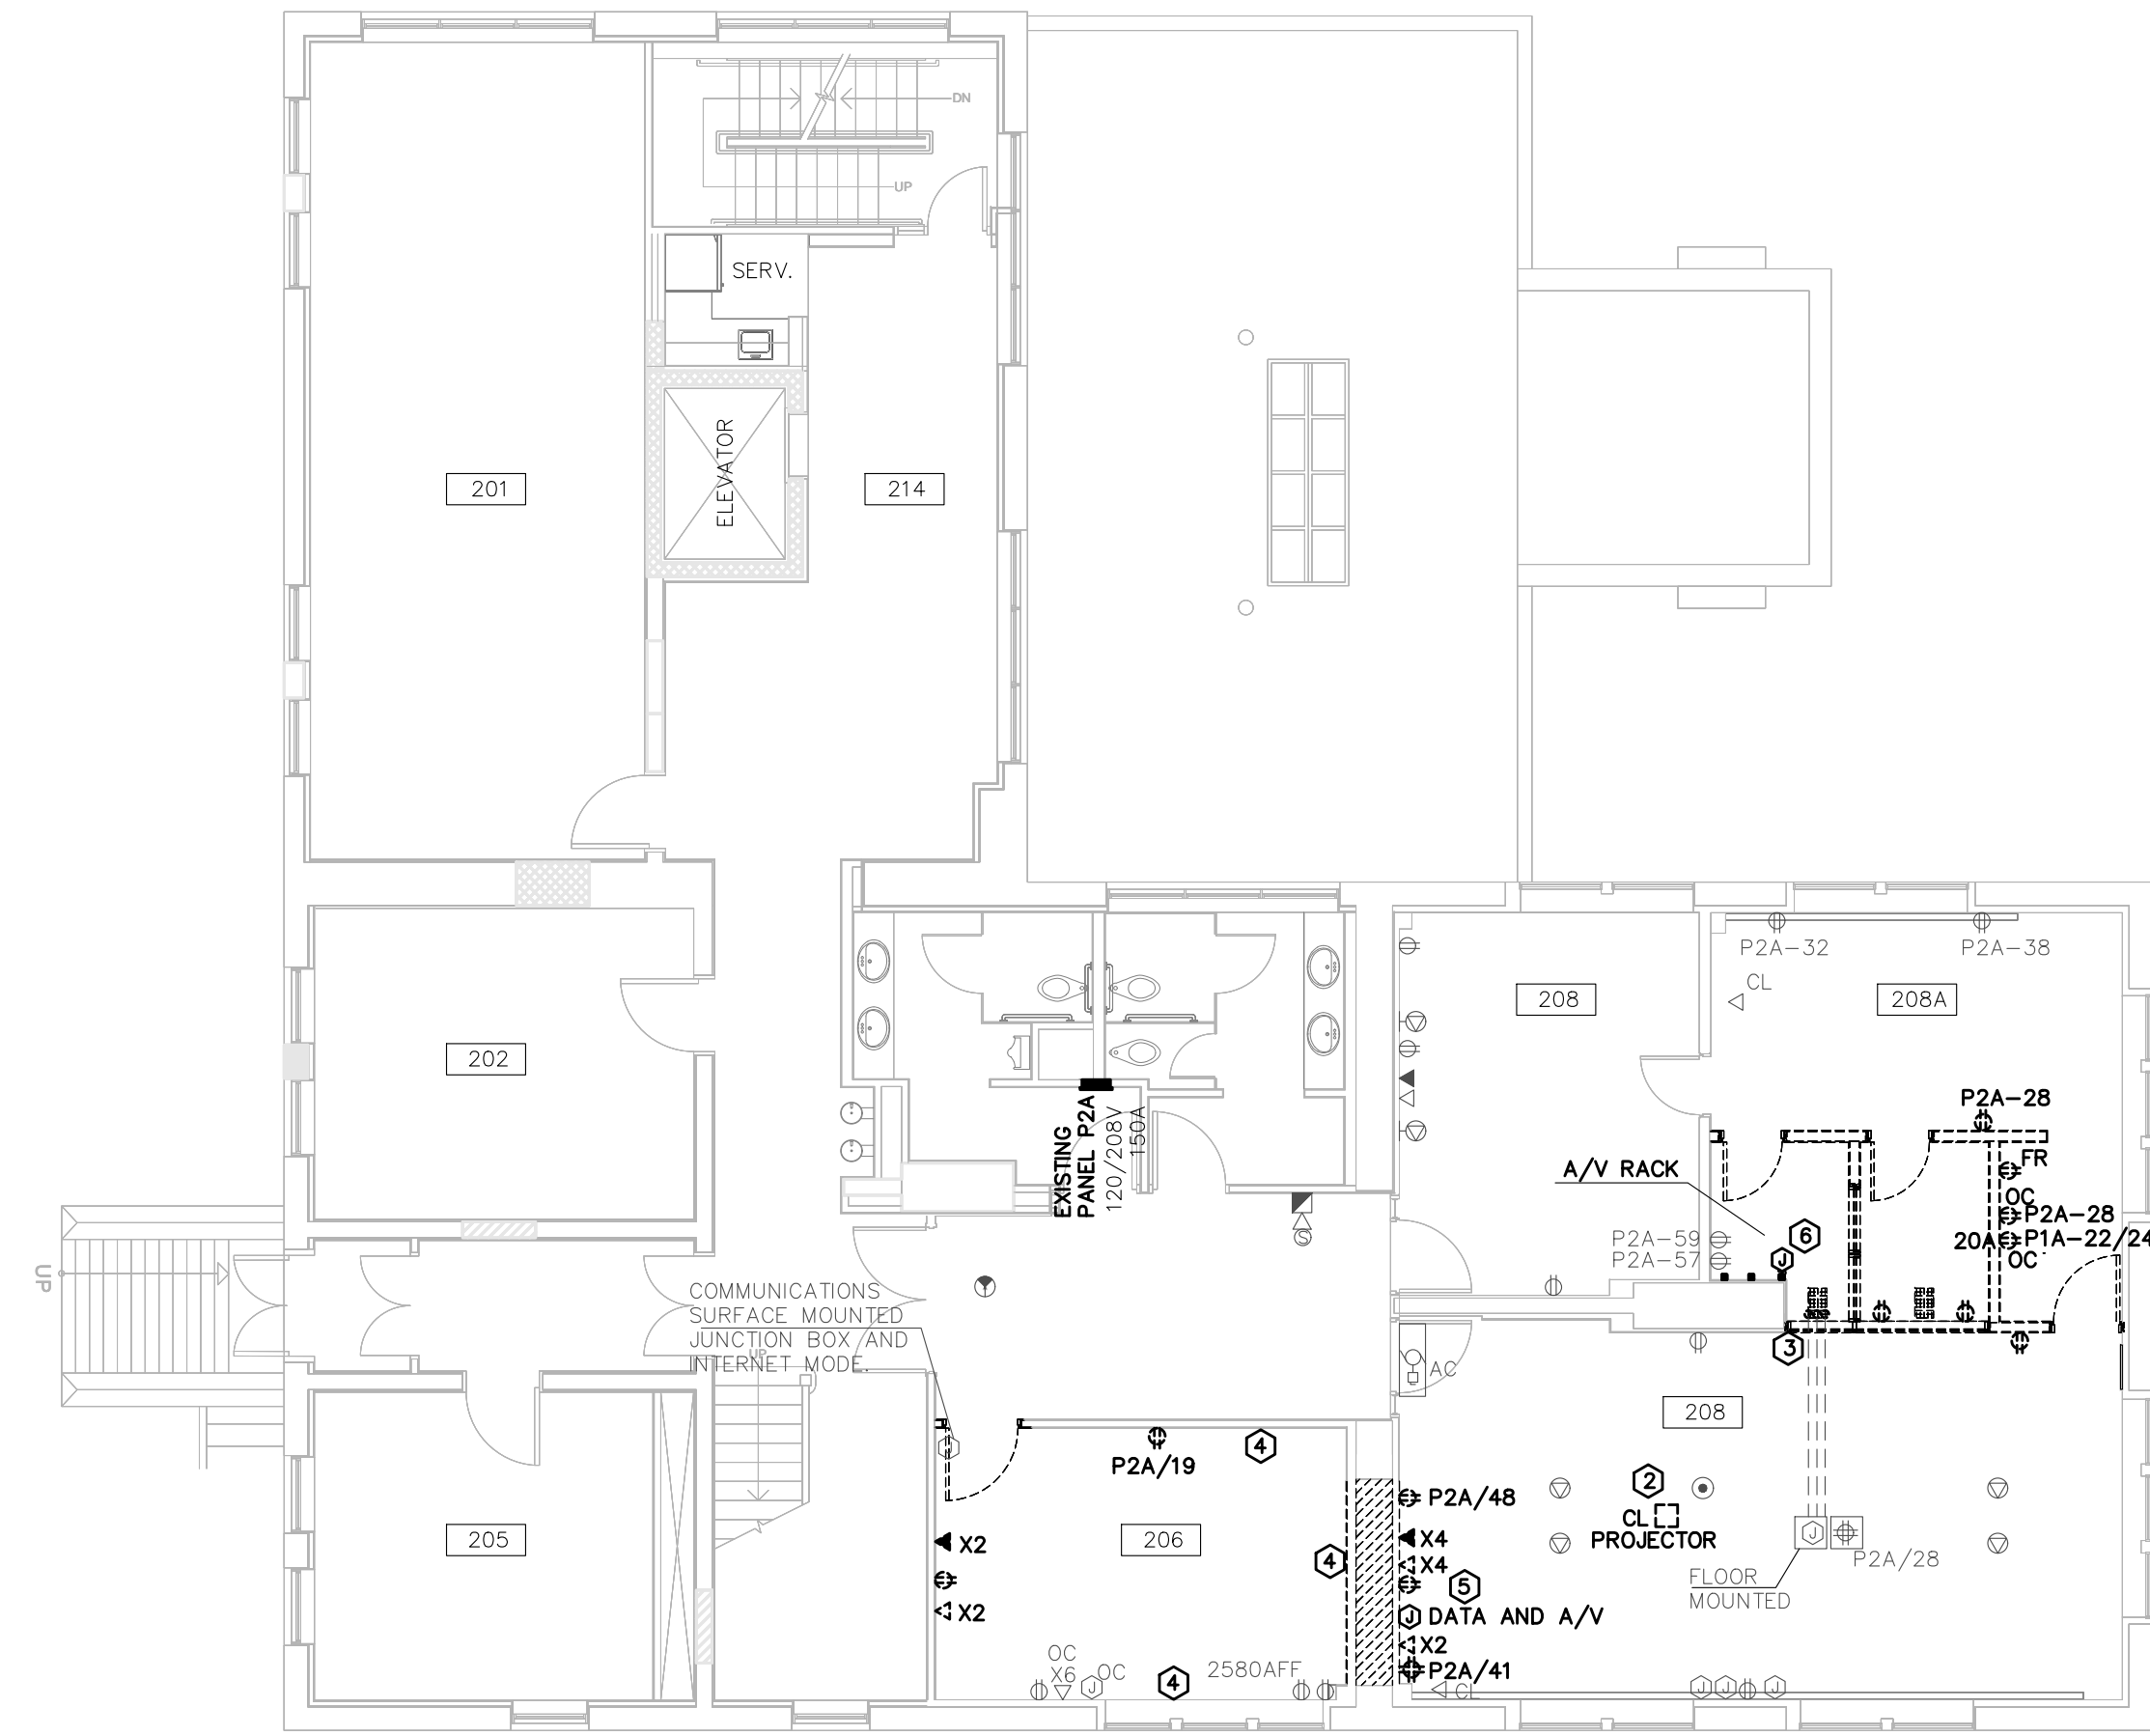 DN
UP
SERV.
ELEVATOR
201
214
P2A-32
P2A-38
CL
208
208A
202
P2A-28
EXISTING
PANEL P2A
120/208V
150A
A/V RACK
FR
OC
P2A-28
20A
P1A-22/24
OC
6
J
P2A-59
P2A-57
S
UP
COMMUNICATIONS
SURFACE MOUNTED
JUNCTION BOX AND
INTERNET MODE.
UP
3
AC
208
4
P2A/19
2
P2A/48
CL
PROJECTOR
205
206
X2
X4
4
X4
J
P2A/28
5
FLOOR
MOUNTED
X2
J
DATA AND A/V
X2
OC
X6
OC
J
4
2580AFF
P2A/41
CL
J
J
J